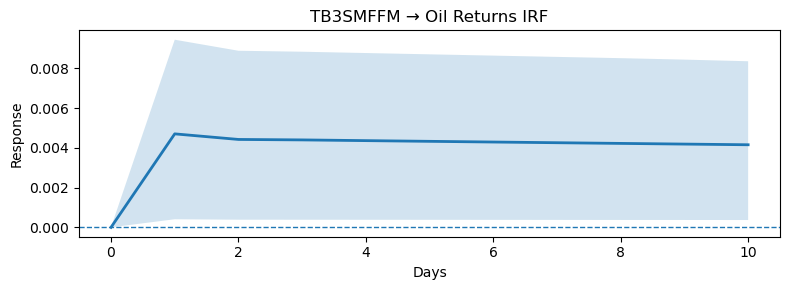 TB3SMFFM → Oil Returns IRF
0.008
0.006
0.004
0.002
0.000
Response
0 2 4 6 8 10
Days